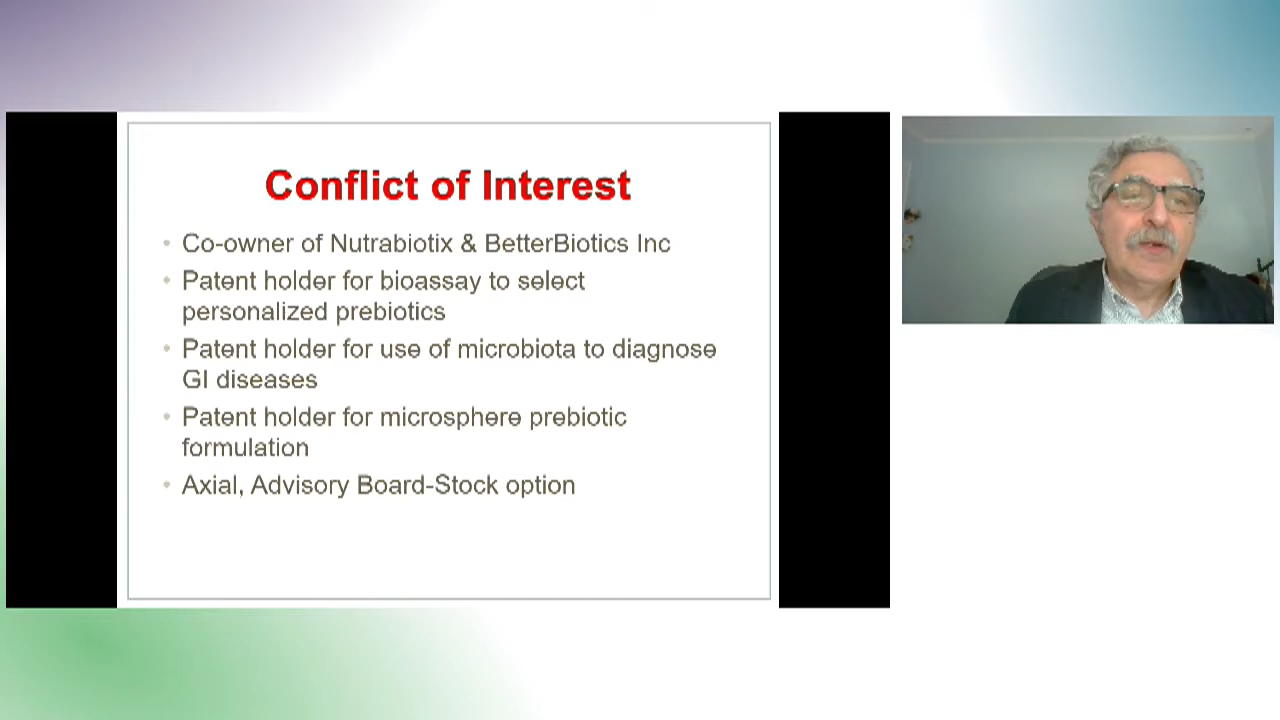 Conflict of Interest
• Co-owner of Nutrabiotix & BetterBiotics Inc
• Patent holder for bioassay to select
personalized prebiotics
• Patent holder for use of microbiota to diagnose
GI diseases
• Patent holder for microsphere prebiotic
formulation
• Axial, Advisory Board-Stock option